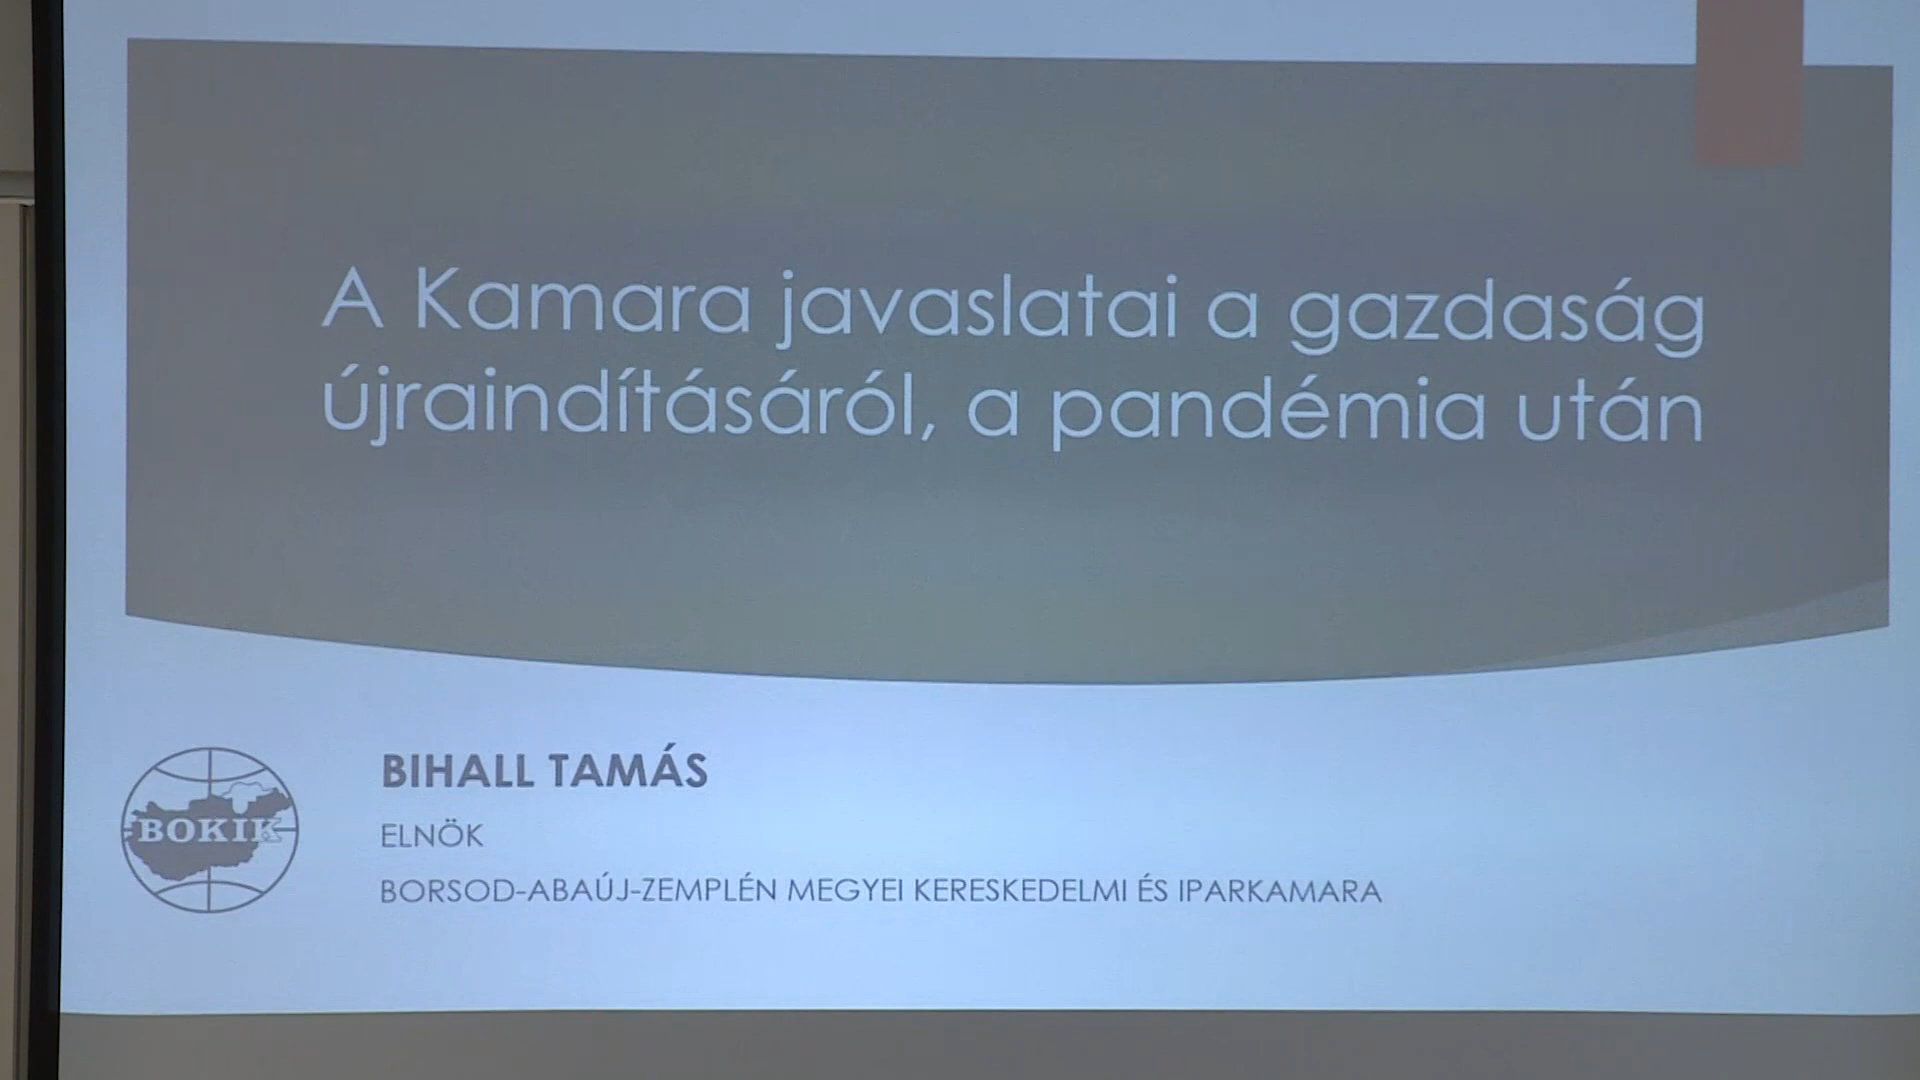 A Kamara javaslatai a gazdaság
újraindításáról, a pandémia után
BIHALL TAMÁS
ELNÖK
BORSOD-ABAÚJ-ZEMPLÉN MEGYEI KERESKEDELMI ÉS IPARKAMARA
BOKIK